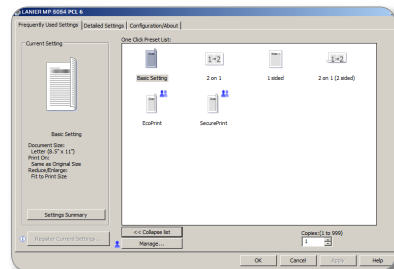 LANIER MP 5054 PCL 6
Frequently Used Settings Detailed Settings Configuration/About
Current Setting
One Click Preset List:
Basic Setting
2 on 1
1 sided
2 on 1 (2 sided)
EcoPrint
SecurePrint
Basic Setting
Document Size:
Letter (8.5" x 11")
Print On:
Same as Original Size
Reduce/Enlarge:
Fit to Print Size
Settings Summary
Register Current Settings...
<< Collapse list
Manage...
Copies:(1 to 999)
1
OK Cancel Apply Help